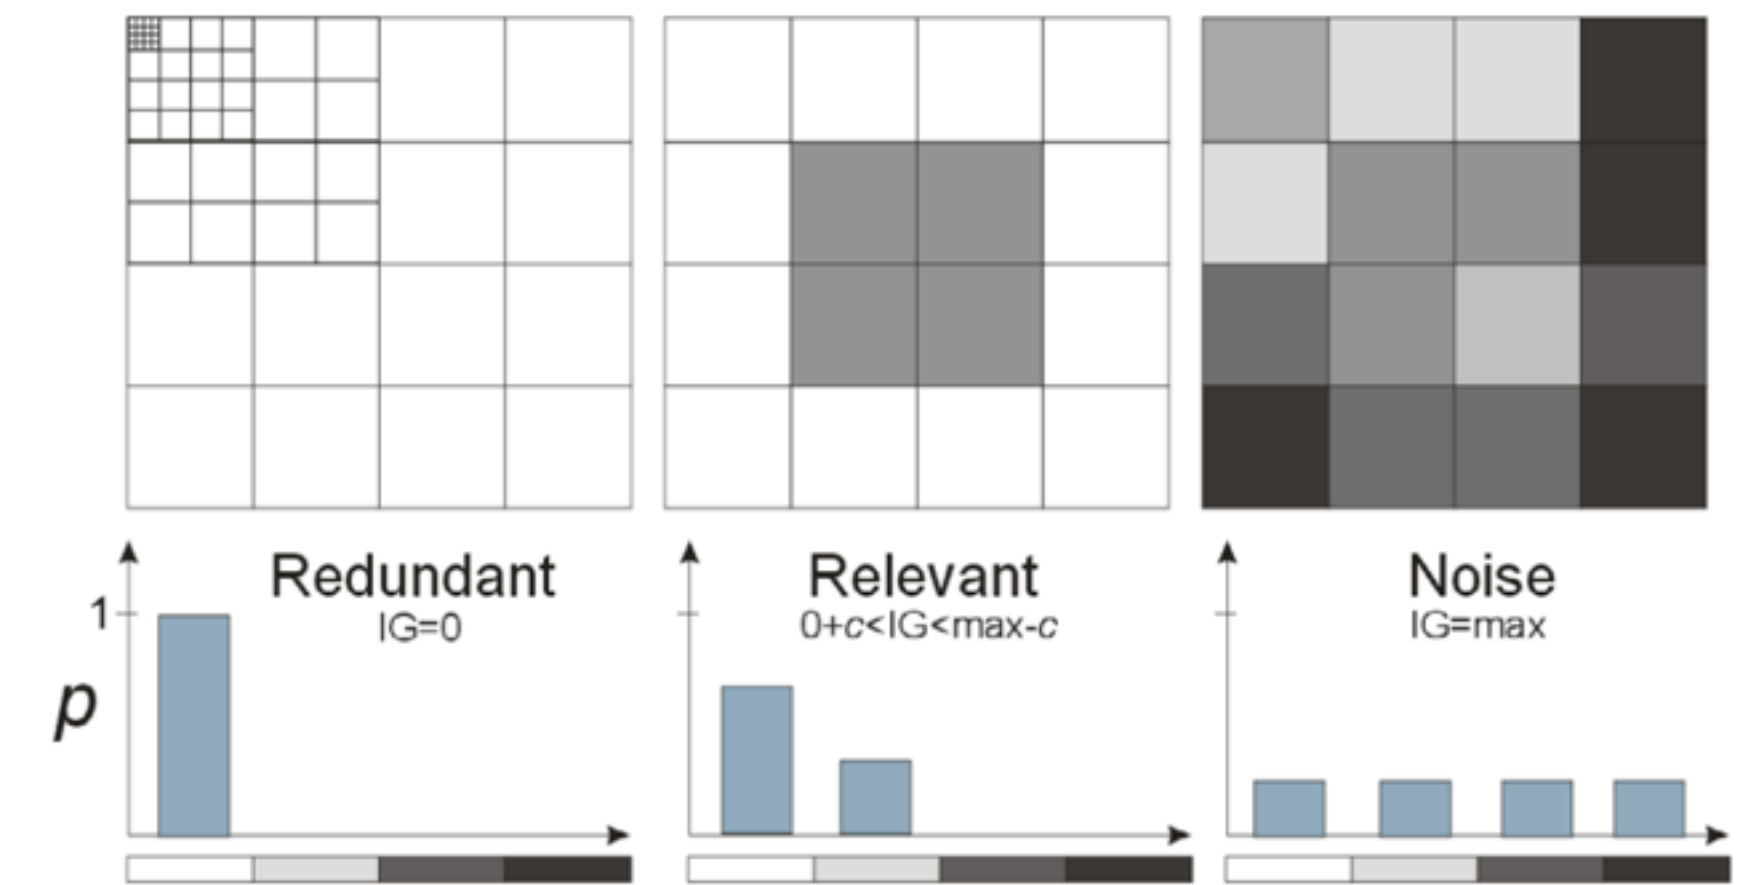 Redundant
IG=0
Relevant
0+c<IG<max-c
Noise
IG=max
1
p